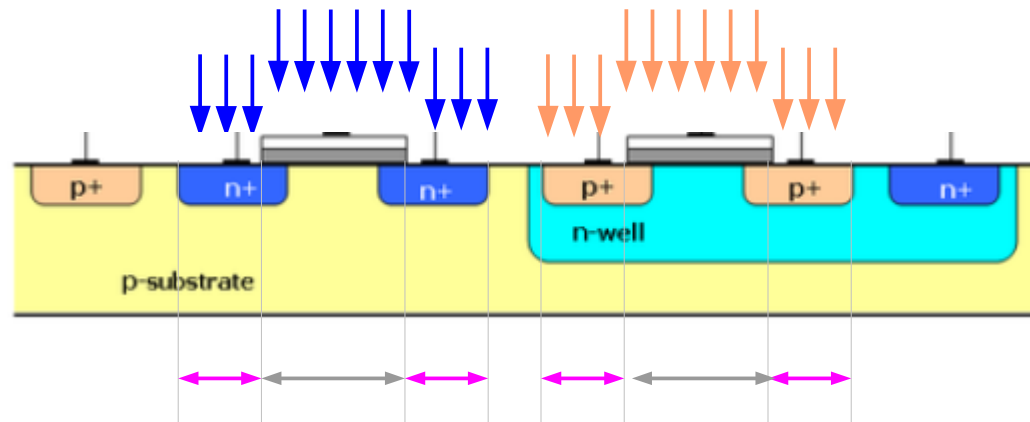 p+
n+
n+
p+
p+
n+
n-well
p-substrate